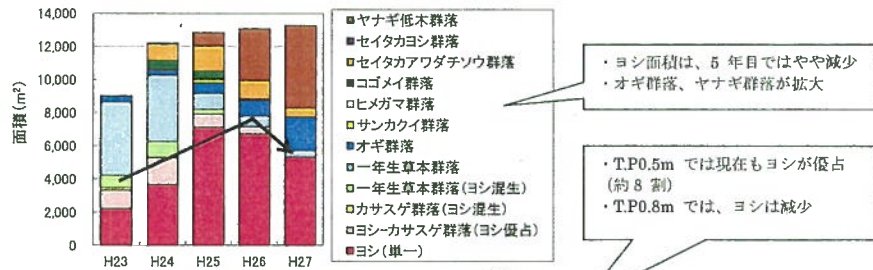 面積(m²)
14,000
12,000
10,000
8,000
6,000
4,000
2,000
0
H23
H24
H25
H26
H27
ヤナギ低木群落
セイタカヨシ群落
セイタカアワダチソウ群落
コゴメイ群落
ヒメガマ群落
サンカクイ群落
オギ群落
一年生草本群落
一年生草本群落(ヨシ混生)
カサスゲ群落(ヨシ混生)
ヨシ-カサスゲ群落(ヨシ優占)
ヨシ(単一)
・ヨシ面積は、5 年目ではやや減少
・オギ群落、ヤナギ群落が拡大
・T.P0.5m では現在もヨシが優占
(約 8 割)
・T.P0.8m では、ヨシは減少